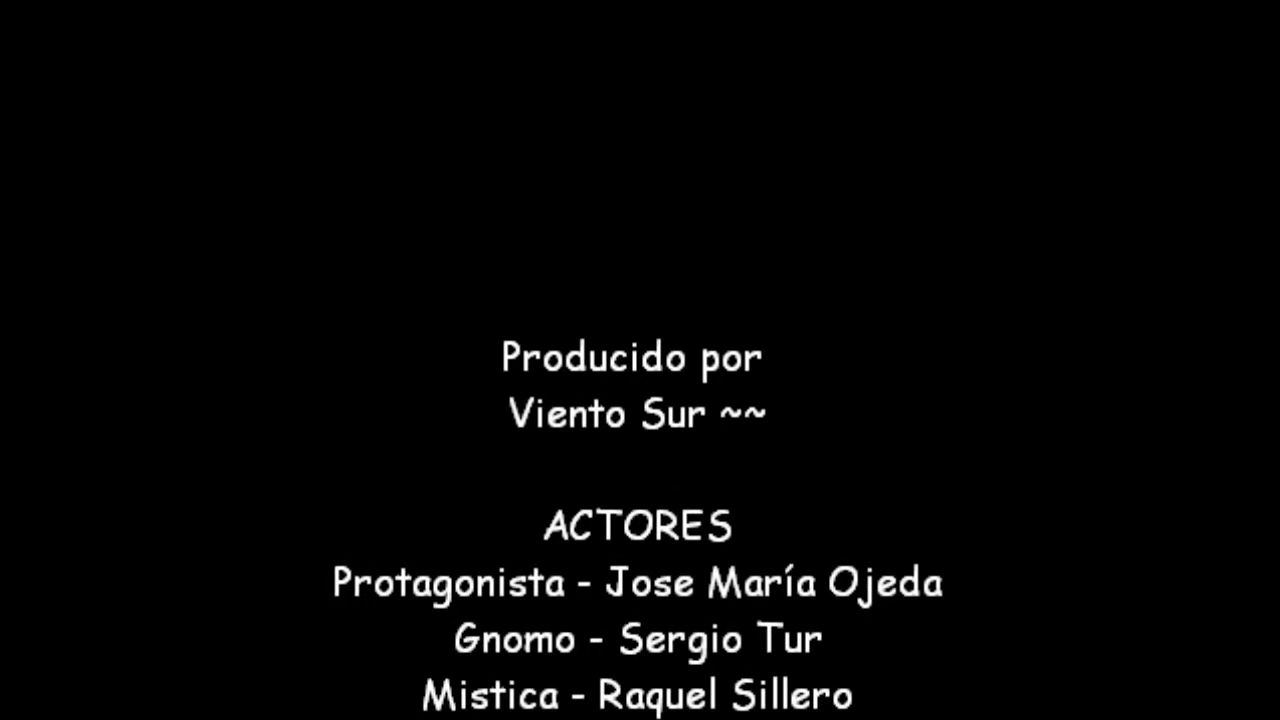 Producido por
Viento Sur ~~
ACTORES
Protagonista - Jose María Ojeda
Gnomo - Sergio Tur
Mistica - Raquel Sillero